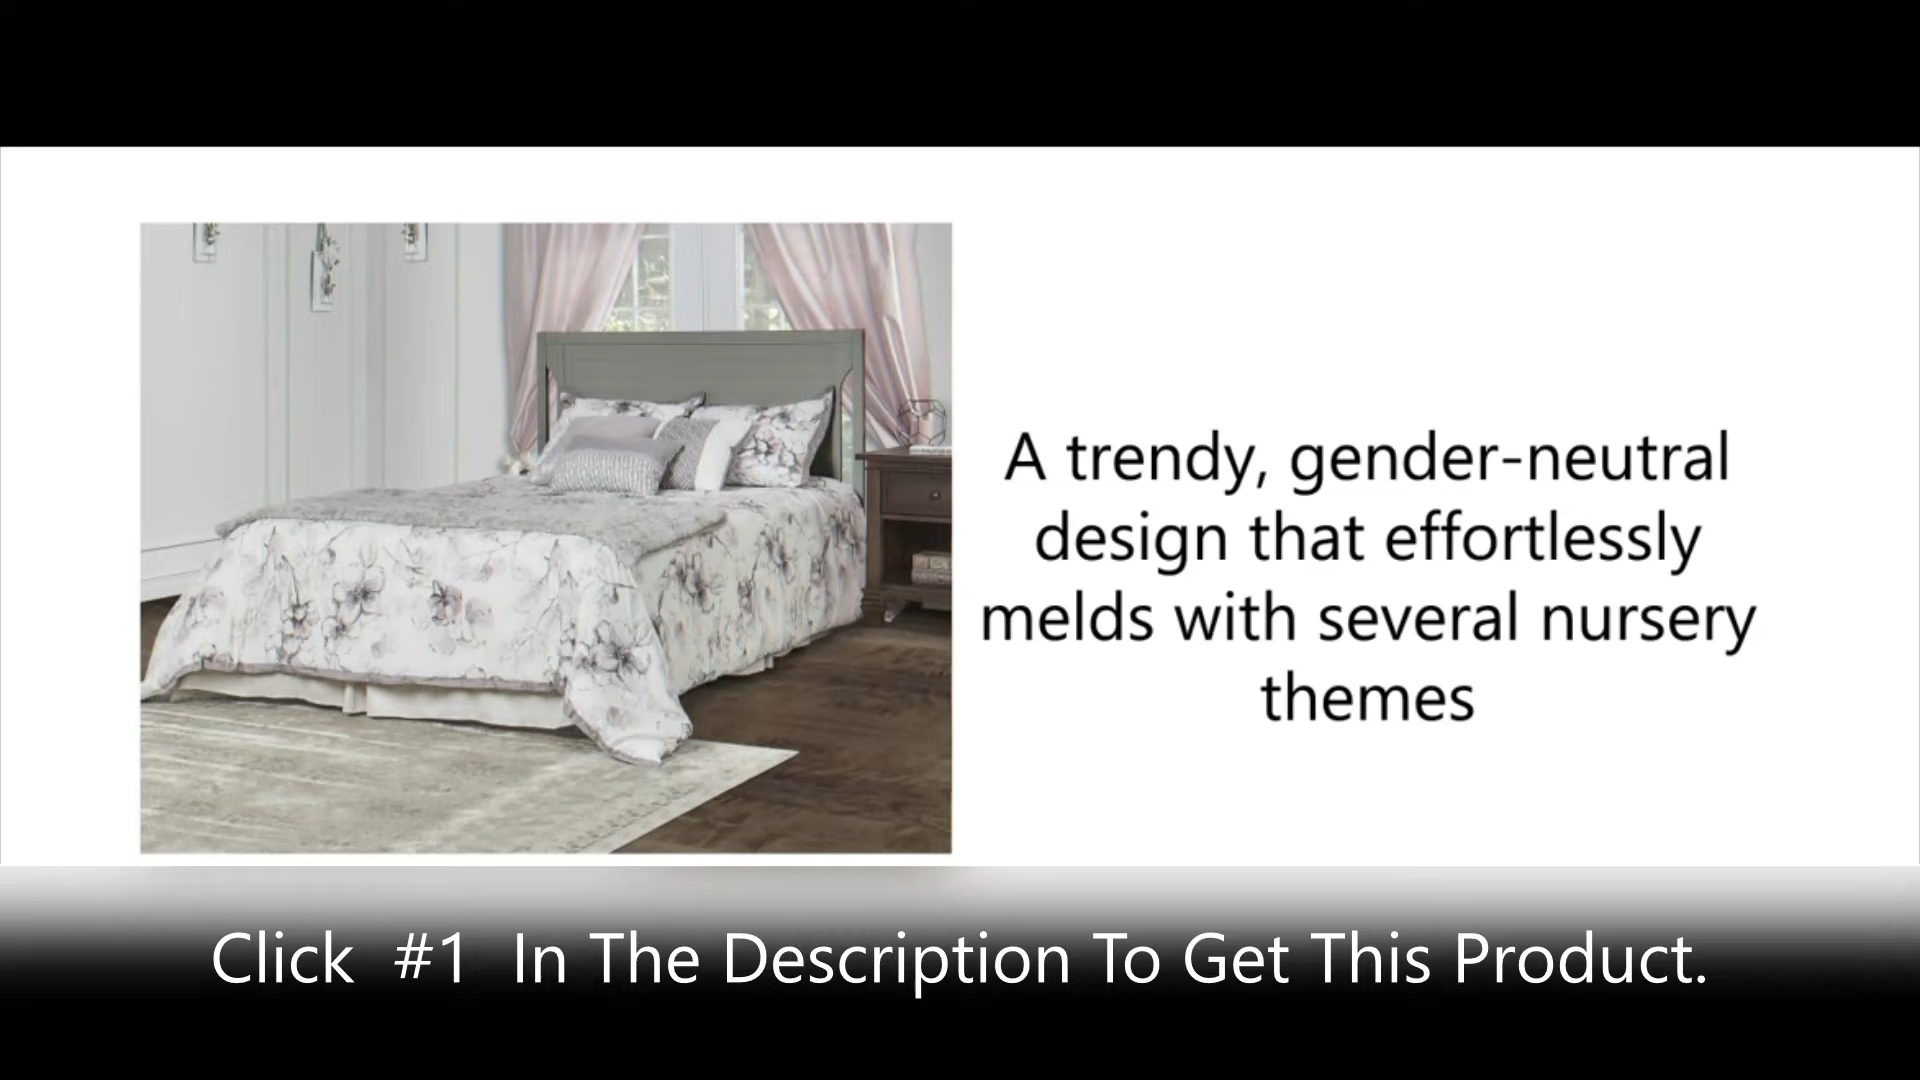 A trendy, gender-neutral
design that effortlessly
melds with several nursery
themes
Click #1 In The Description To Get This Product.